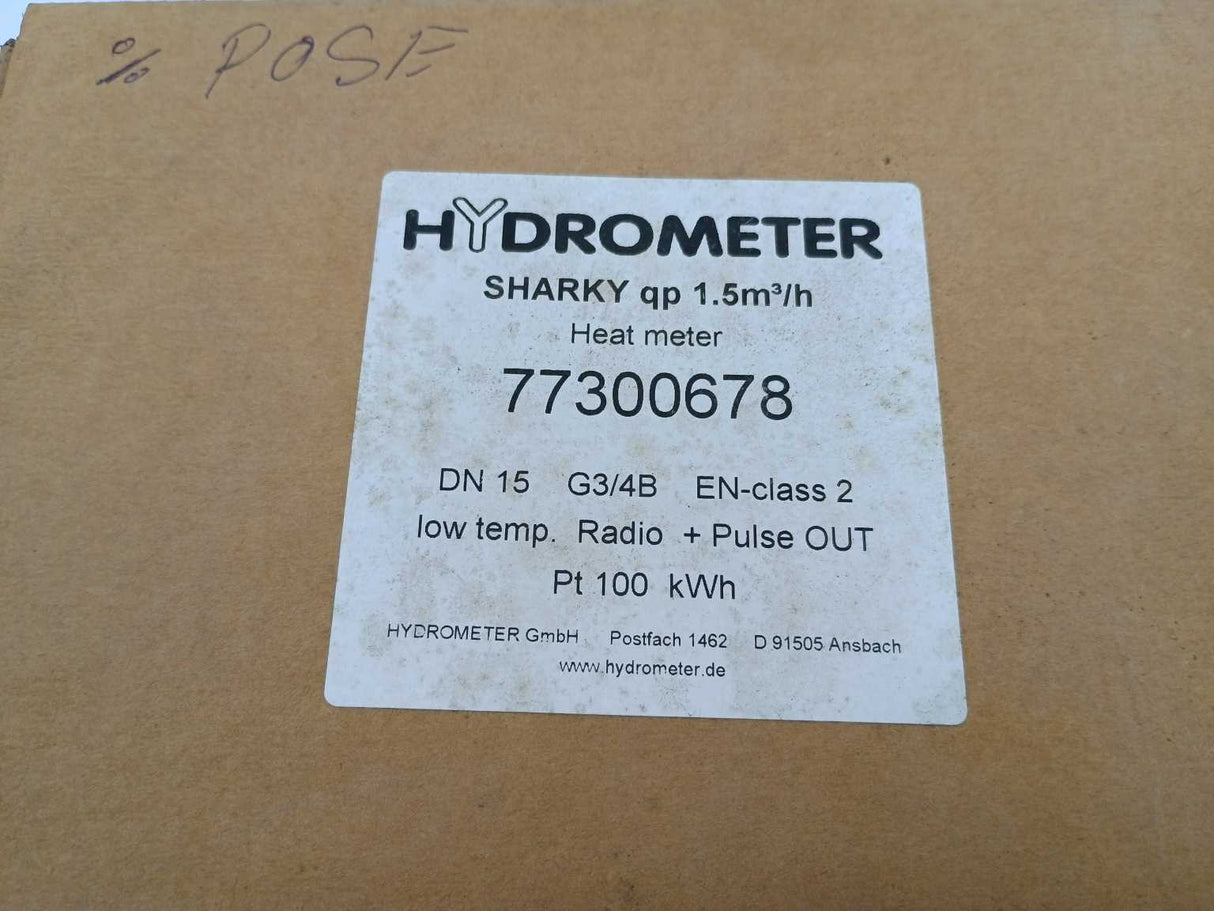 % POSE
HYDROMETER
SHARKY qp 1.5m³/h
Heat meter
77300678
DN 15 G3/4B EN-class 2
low temp. Radio + Pulse OUT
Pt 100 kWh
HYDROMETER GmbH Postfach 1462 D 91505 Ansbach
www.hydrometer.de